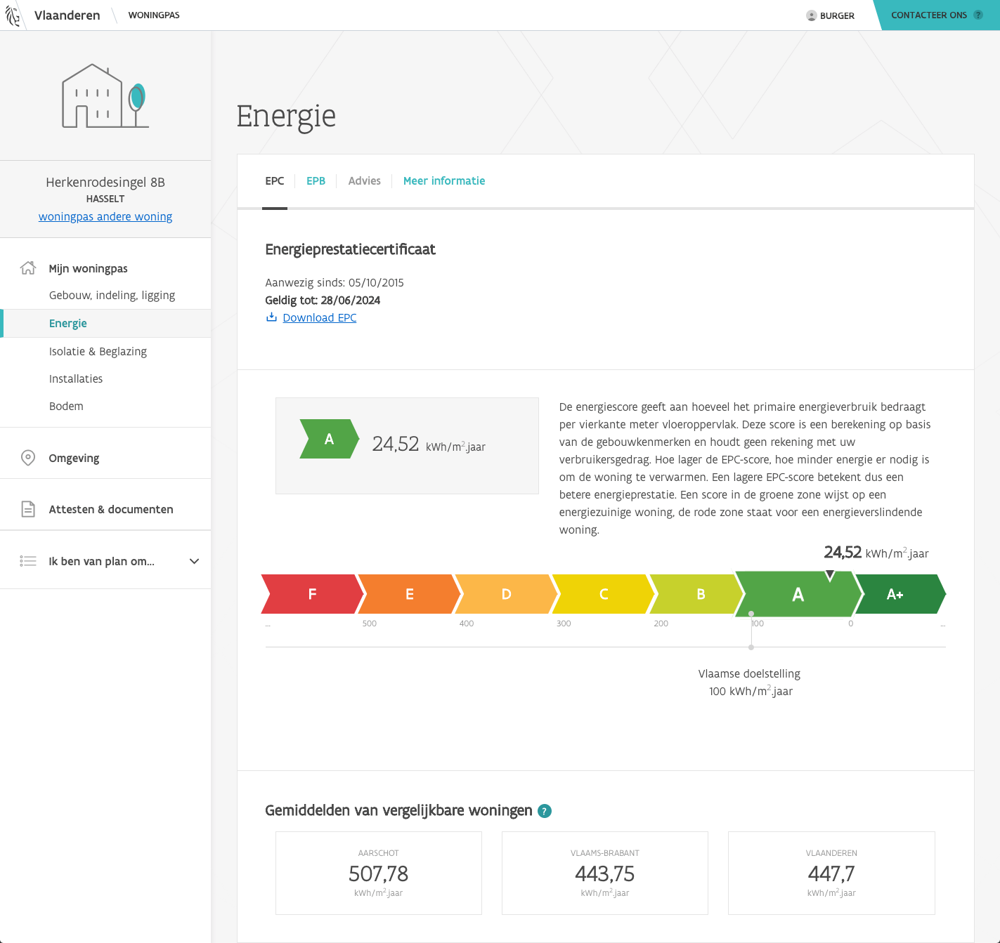 Vlaanderen
WONINGPAS
BURGER
CONTACTEER ONS ?
Herkenrodesingel 8B
HASSELT
woningpas andere woning
Mijn woningpas
Gebouw, indeling, ligging
Energie
Isolatie & Beglazing
Installaties
Bodem
Omgeving
Attesten & documenten
Ik ben van plan om...
Energie
EPC
EPB
Advies
Meer informatie
Energieprestatiecertificaat
Aanwezig sinds: 05/10/2015
Geldig tot: 28/06/2024
Download EPC
A
24,52 kWh/m².jaar
De energiescore geeft aan hoeveel het primaire energieverbruik bedraagt
per vierkante meter vloeroppervlak. Deze score is een berekening op basis
van de gebouwkenmerken en houdt geen rekening met uw
verbruikersgedrag. Hoe lager de EPC-score, hoe minder energie er nodig is
om de woning te verwarmen. Een lagere EPC-score betekent dus een
betere energieprestatie. Een score in de groene zone wijst op een
energiezuinige woning, de rode zone staat voor een energieverslindende
woning.
24,52 kWh/m².jaar
F E D C B A A+
... 500 400 300 200 100 0 ...
Vlaamse doelstelling
100 kWh/m².jaar
Gemiddelden van vergelijkbare woningen ?
AARSCHOT
507,78
kWh/m².jaar
VLAAMS-BRABANT
443,75
kWh/m².jaar
VLAANDEREN
447,7
kWh/m².jaar